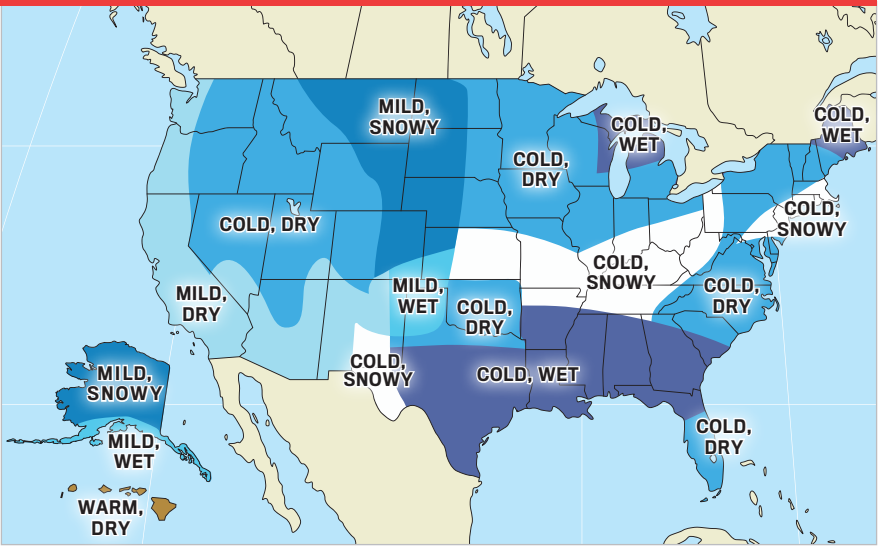 MILD,
SNOWY
COLD,
WET
COLD,
WET
COLD,
DRY
COLD, DRY
COLD,
SNOWY
COLD,
SNOWY
MILD,
DRY
MILD,
WET
COLD,
DRY
COLD,
DRY
COLD,
SNOWY
COLD, WET
MILD,
SNOWY
MILD,
WET
COLD,
DRY
WARM,
DRY